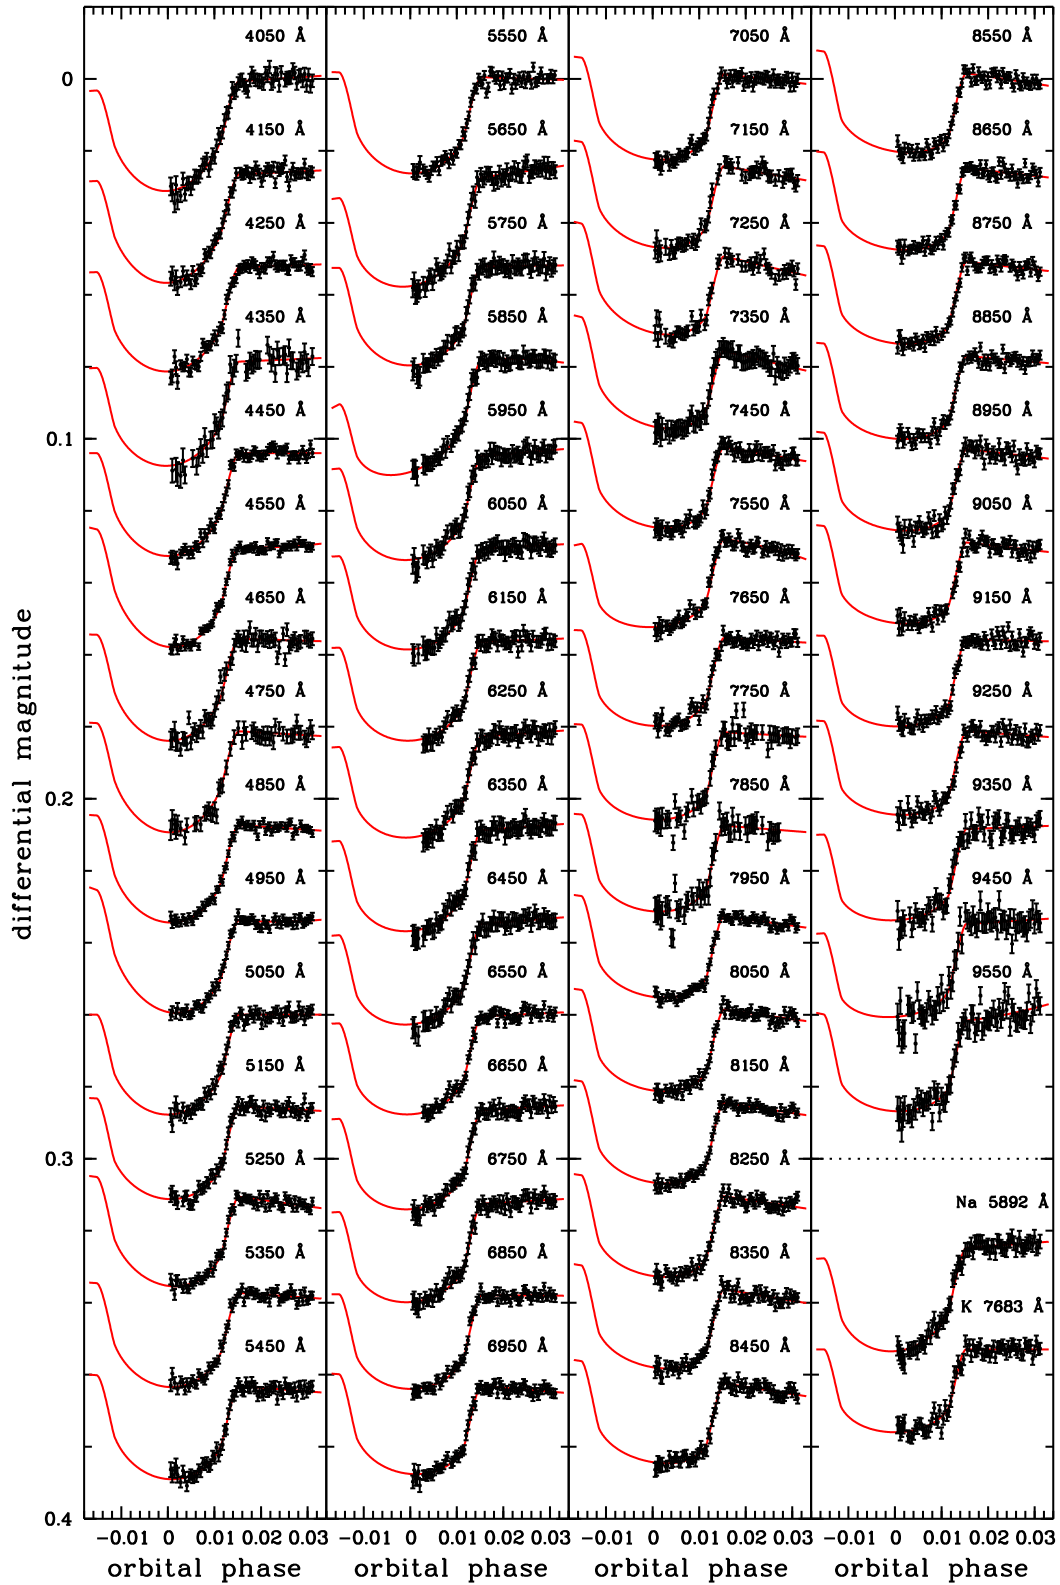 4050 Å
4150 Å
4250 Å
4350 Å
4450 Å
4550 Å
4650 Å
4750 Å
4850 Å
4950 Å
5050 Å
5150 Å
5250 Å
5350 Å
5450 Å
5550 Å
5650 Å
5750 Å
5850 Å
5950 Å
6050 Å
6150 Å
6250 Å
6350 Å
6450 Å
6550 Å
6650 Å
6750 Å
6850 Å
6950 Å
7050 Å
7150 Å
7250 Å
7350 Å
7450 Å
7550 Å
7650 Å
7750 Å
7850 Å
7950 Å
8050 Å
8150 Å
8250 Å
8350 Å
8450 Å
8550 Å
8650 Å
8750 Å
8850 Å
8950 Å
9050 Å
9150 Å
9250 Å
9350 Å
9450 Å
9550 Å
Na 5892 Å
K 7683 Å
0
0.1
0.2
0.3
0.4
differential magnitude
-0.01 0 0.01 0.02 0.03
-0.01 0 0.01 0.02 0.03
-0.01 0 0.01 0.02 0.03
-0.01 0 0.01 0.02 0.03
orbital phase
orbital phase
orbital phase
orbital phase